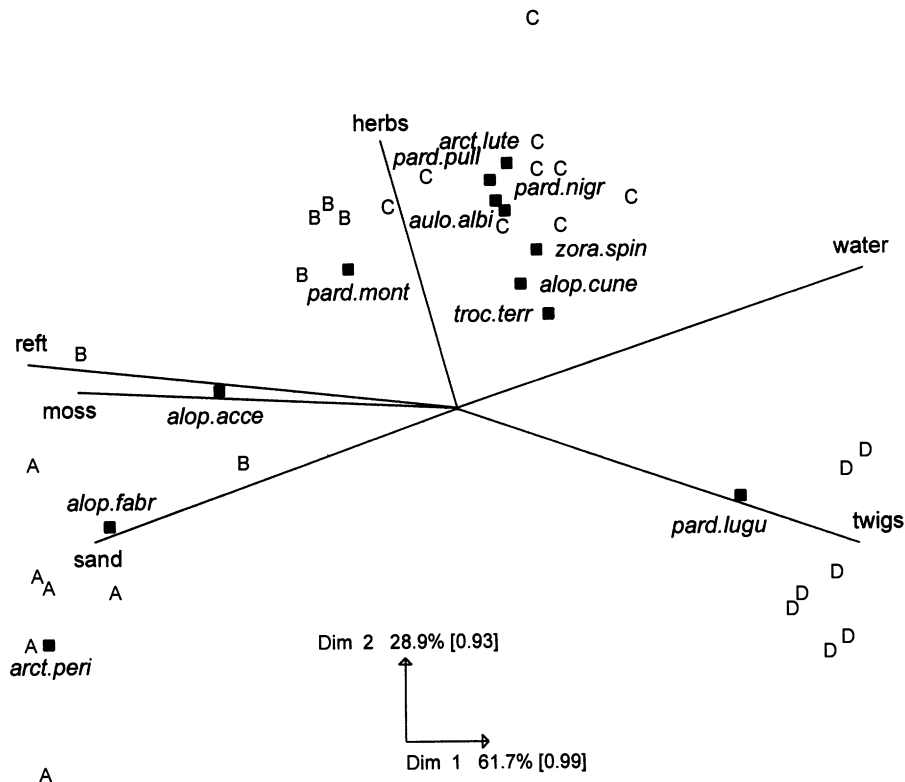 C
herbs
arct.lute
C
pard.pull
C
C
C
pard.nigr
C
B
C
B
B
aulo.albi
C
C
zora.spin
water
B
pard.mont
alop.cune
troc.terr
reft
B
moss
alop.acce
A
B
D
D
alop.fabr
pard.lugu
twigs
sand
A
A
A
D
D
D
A
D
D
arct.peri
Dim 2 28.9% [0.93]
Dim 1 61.7% [0.99]
A